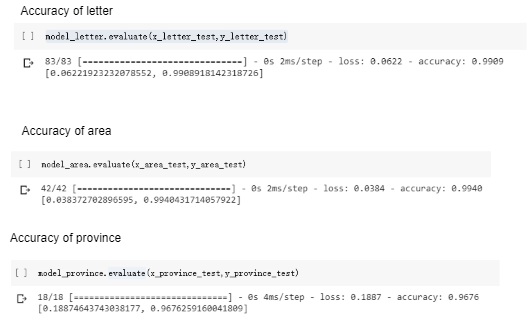 Accuracy of letter
[ ] model_letter.evaluate(x_letter_test,y_letter_test)
83/83 [==============================] - 0s 2ms/step - loss: 0.0622 - accuracy: 0.9909
[0.06221923232078552, 0.9908918142318726]
Accuracy of area
[ ] model_area.evaluate(x_area_test,y_area_test)
42/42 [==============================] - 0s 2ms/step - loss: 0.0384 - accuracy: 0.9940
[0.038372702896595, 0.9940431714057922]
Accuracy of province
[ ] model_province.evaluate(x_province_test,y_province_test)
18/18 [==============================] - 0s 4ms/step - loss: 0.1887 - accuracy: 0.9676
[0.18874643743038177, 0.9676259160041809]